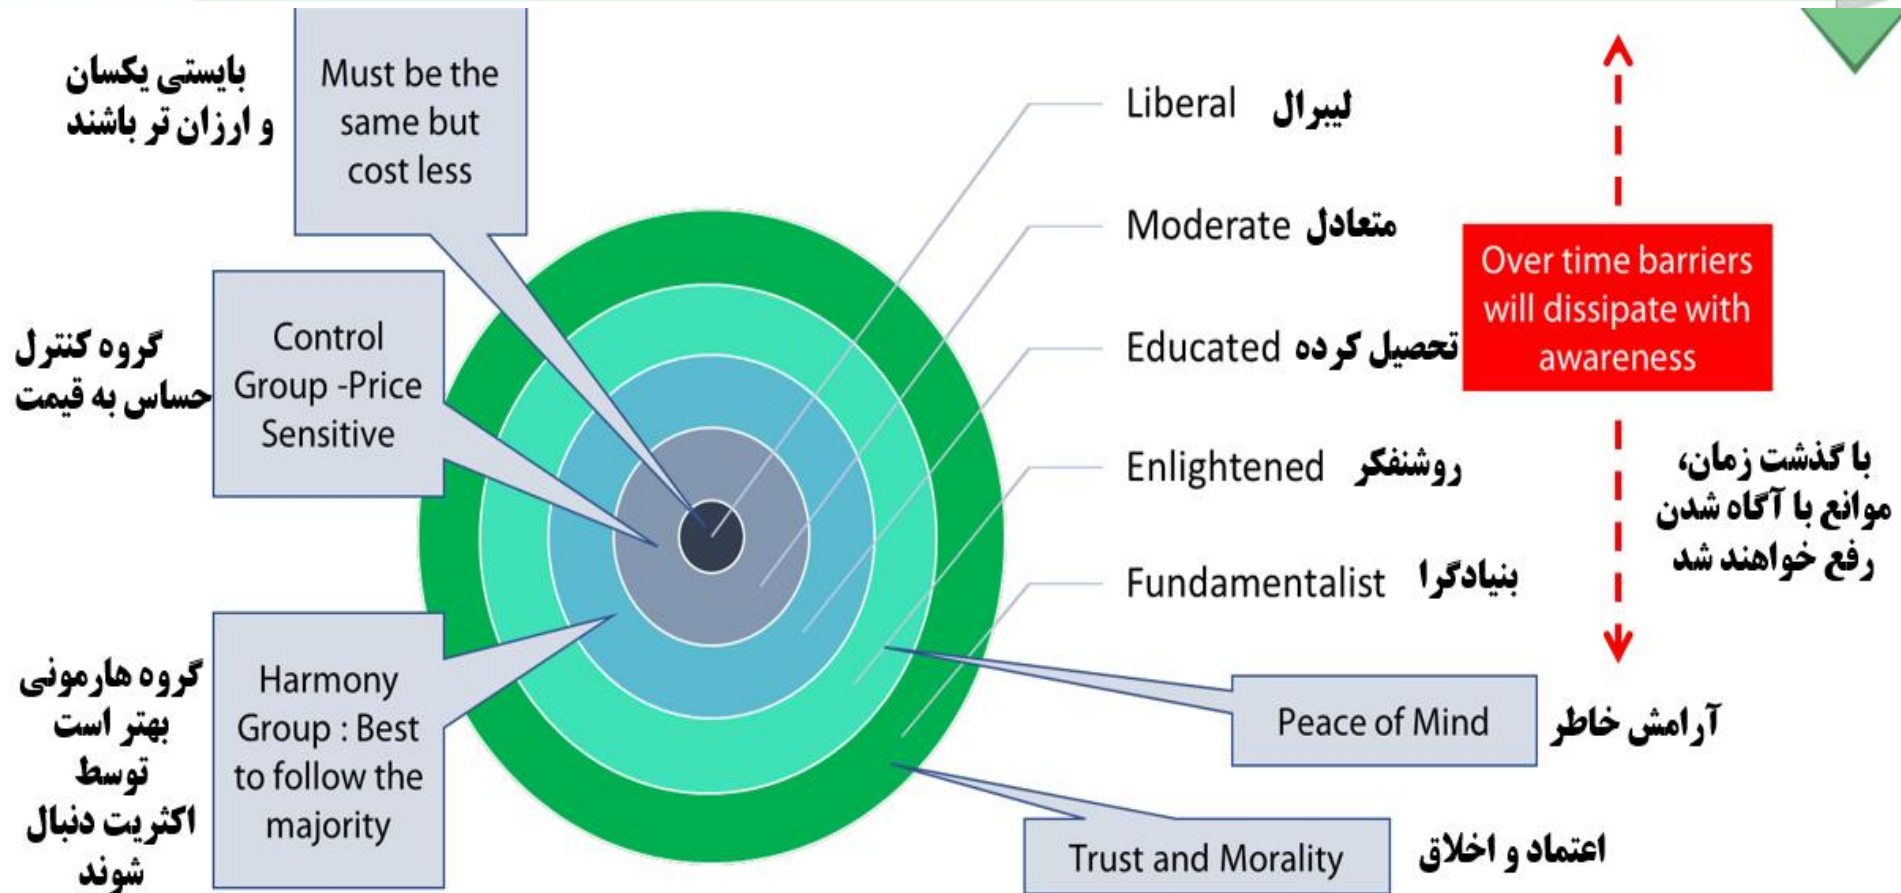 بایستی یکسان
و ارزان تر باشند
Must be the
same but
cost less
Liberal لیبرال
Moderate متعادل
Educated تحصیل کرده
Enlightened روشنفکر
Fundamentalist بنیادگرا
Over time barriers
will dissipate with
awareness
با گذشت زمان،
موانع با آگاه شدن
رفع خواهند شد
گروه کنترل
حساس به قیمت
Control
Group -Price
Sensitive
گروه هارمونی
بهتر است
توسط
اکثریت دنبال
شوند
Harmony
Group : Best
to follow the
majority
Peace of Mind آرامش خاطر
Trust and Morality اعتماد و اخلاق